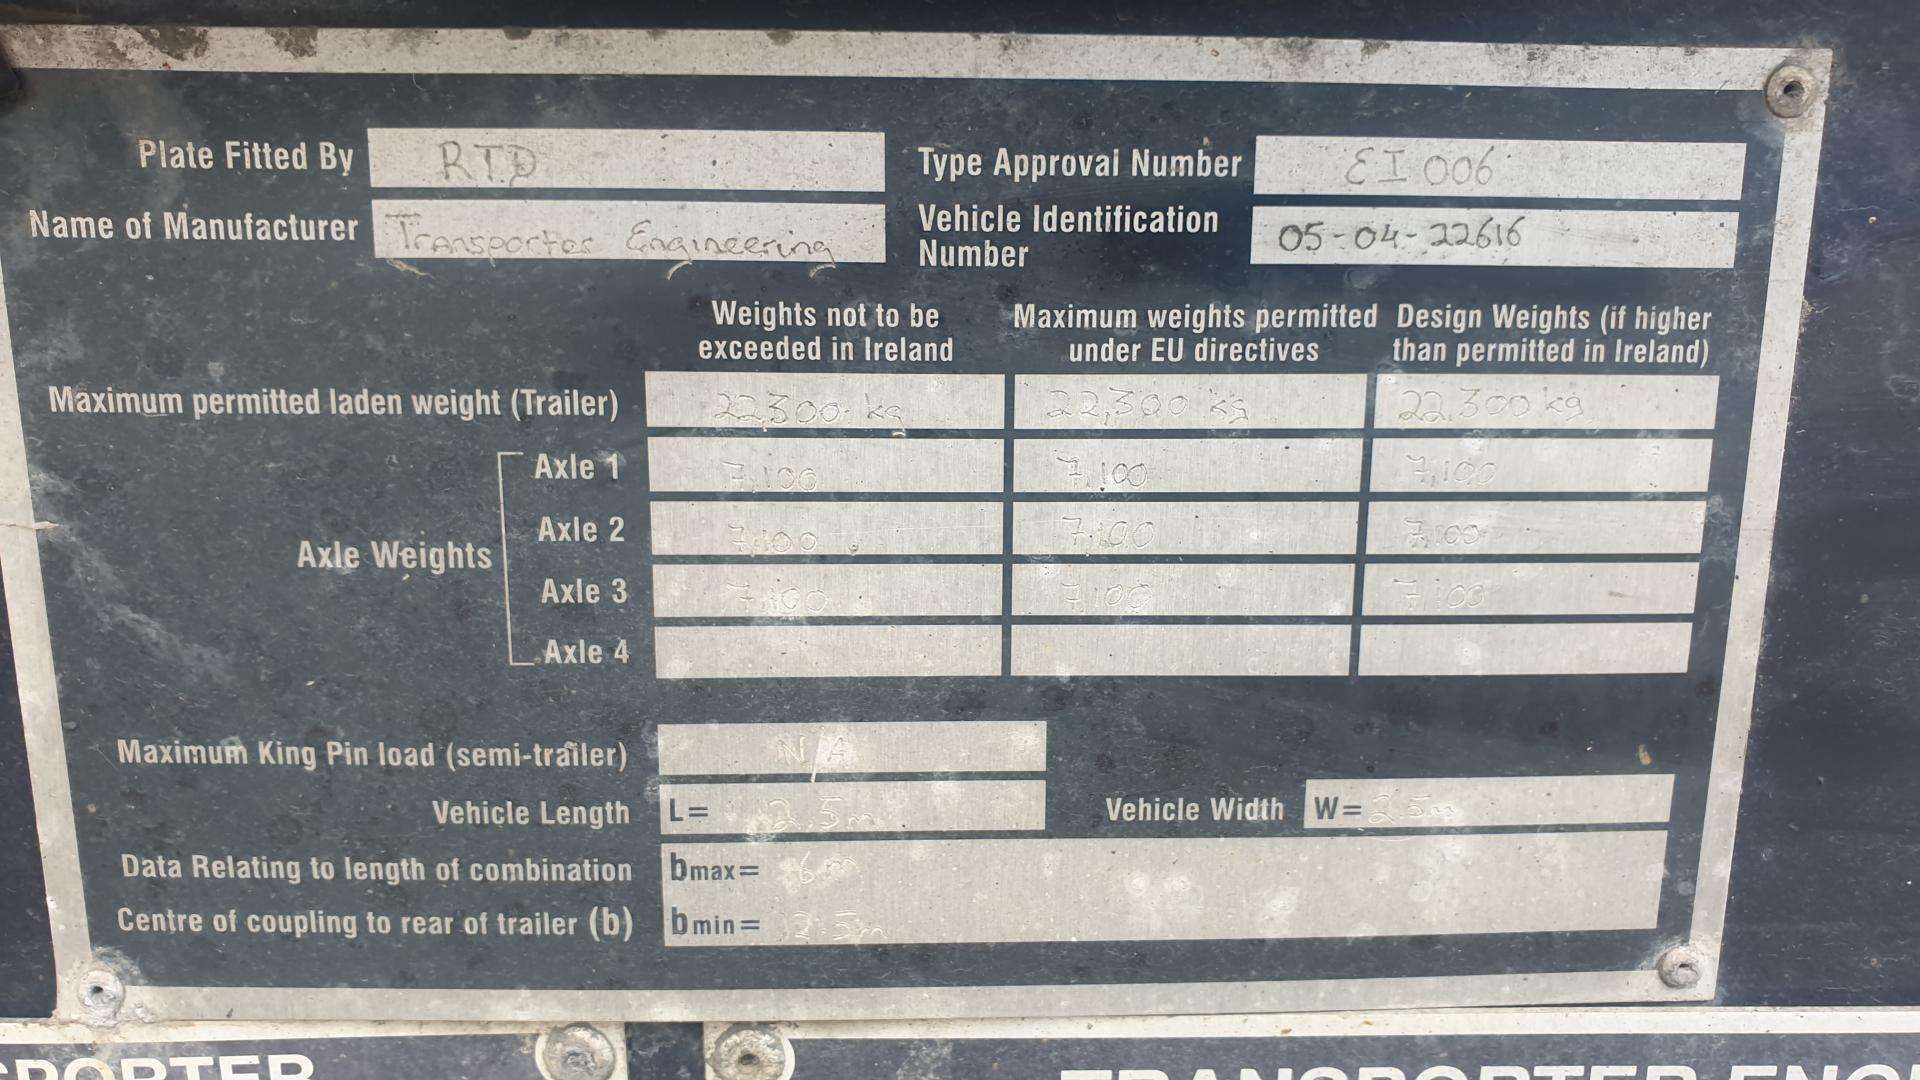 Plate Fitted By RTD Type Approval Number EI 006
Name of Manufacturer Transporter Engineering Vehicle Identification Number 05-04-22616
Weights not to be exceeded in Ireland Maximum weights permitted under EU directives Design Weights (if higher than permitted in Ireland)
Maximum permitted laden weight (Trailer) 22,300 kg 22,300 kg 22,300 kg
Axle Weights
Axle 1 7,100 7,100 7,100
Axle 2 7,100 7,100 7,100
Axle 3 7,100 7,100 7,100
Axle 4
Maximum King Pin load (semi-trailer) N/A
Vehicle Length L= Vehicle Width W= 2.5m
Data Relating to length of combination bmax=
Centre of coupling to rear of trailer (b) bmin=
SPORTER